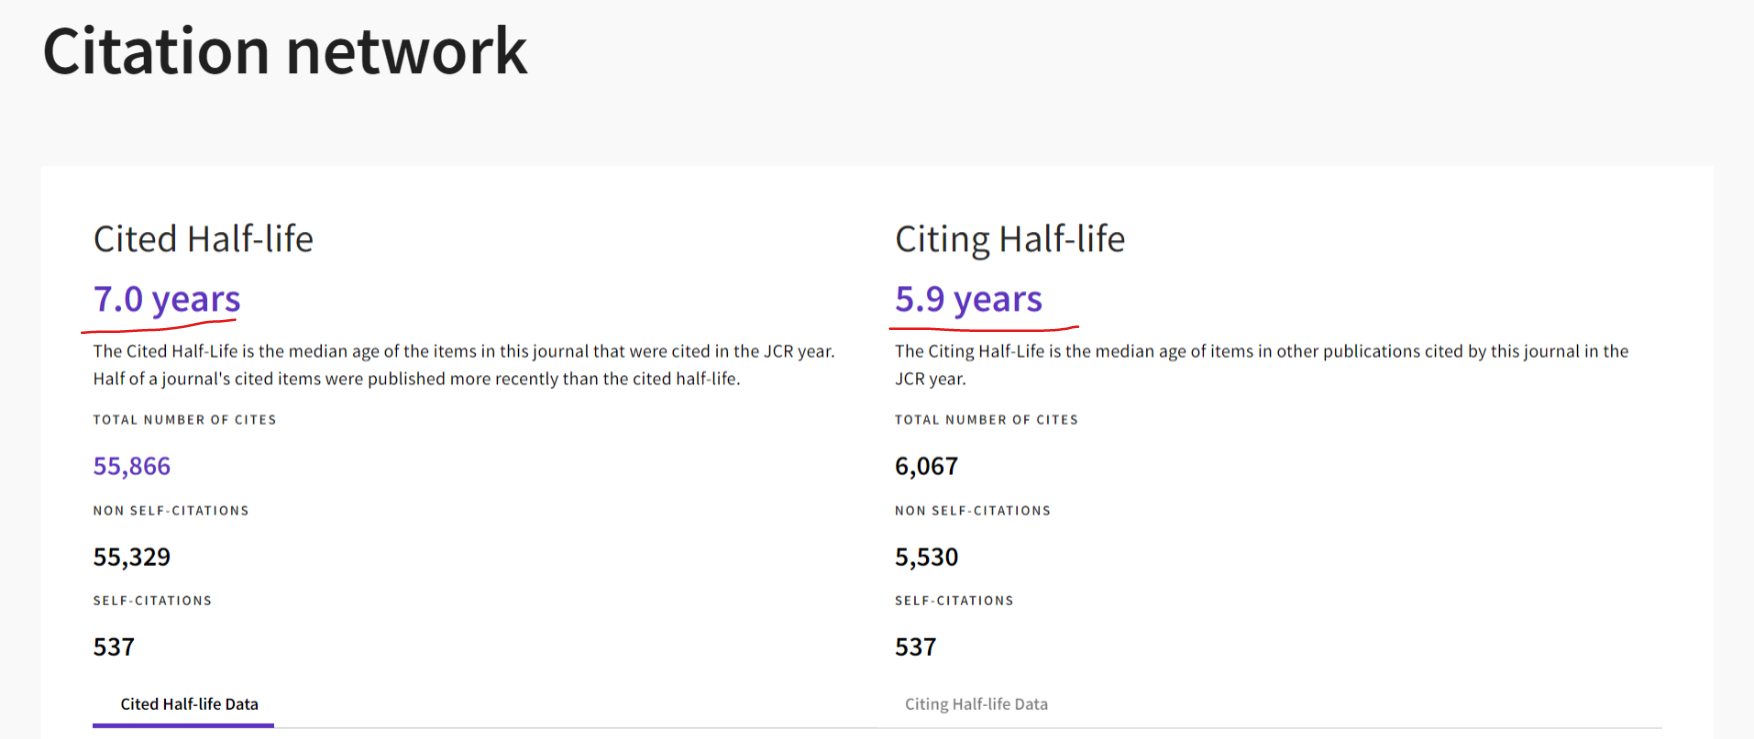 Citation network
Cited Half-life
7.0 years
The Cited Half-Life is the median age of the items in this journal that were cited in the JCR year.
Half of a journal's cited items were published more recently than the cited half-life.
TOTAL NUMBER OF CITES
55,866
NON SELF-CITATIONS
55,329
SELF-CITATIONS
537
Cited Half-life Data
Citing Half-life
5.9 years
The Citing Half-Life is the median age of items in other publications cited by this journal in the
JCR year.
TOTAL NUMBER OF CITES
6,067
NON SELF-CITATIONS
5,530
SELF-CITATIONS
537
Citing Half-life Data